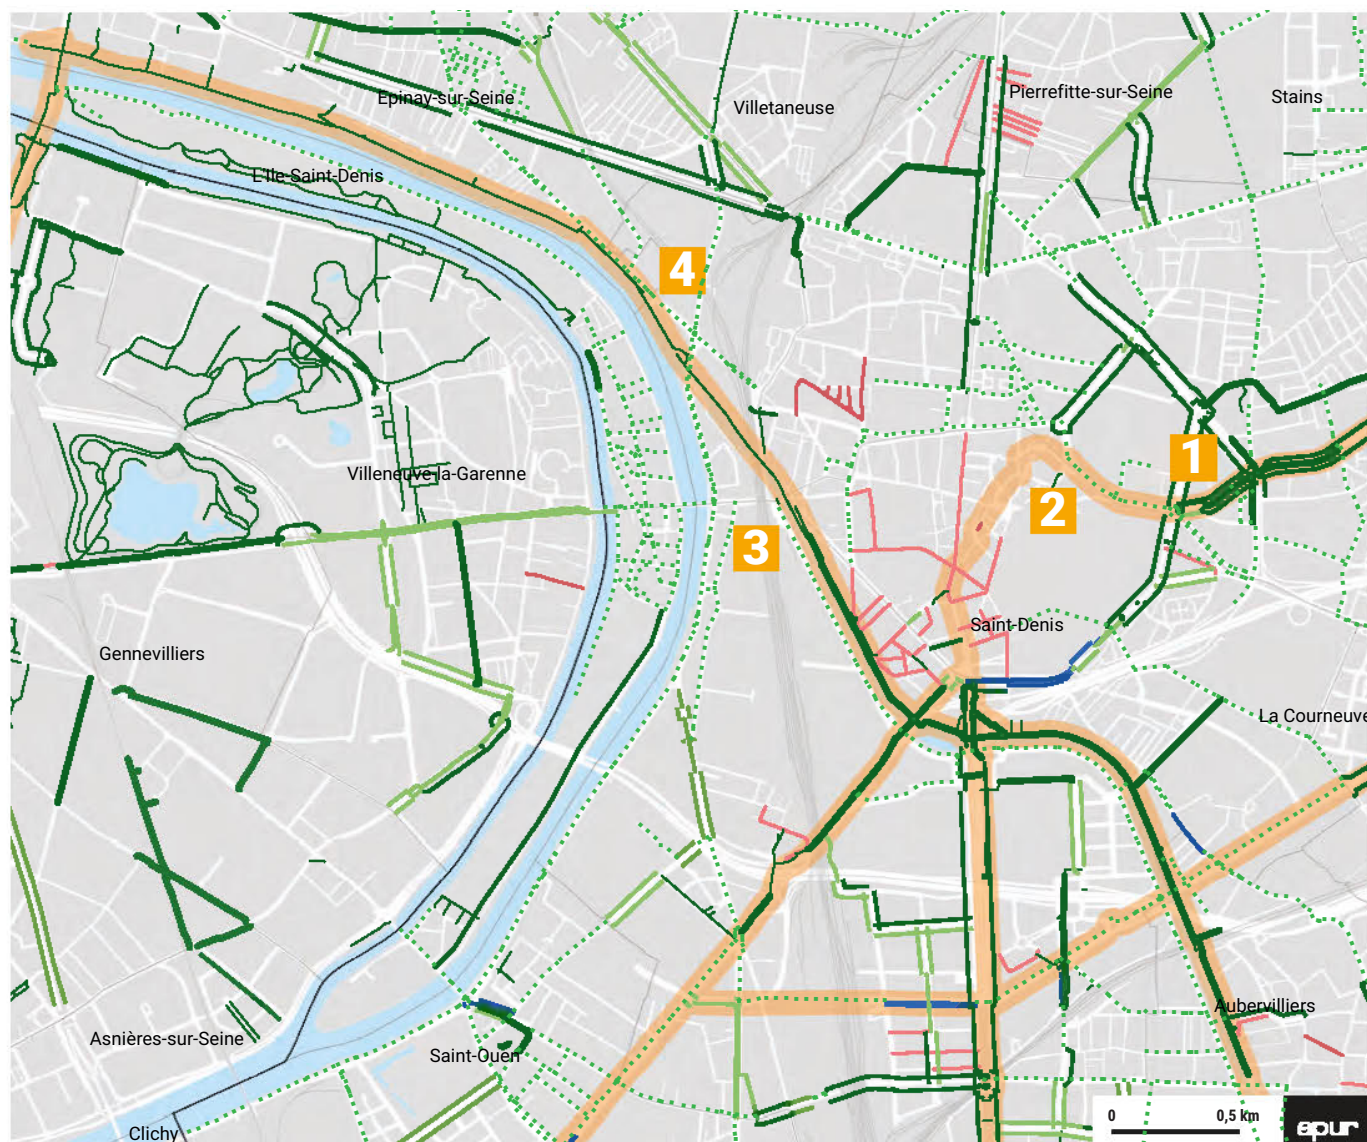 Epinay-sur-Seine
Villetaneuse
Pierrefitte-sur-Seine
Stains
L'Ile-Saint-Denis
4
1
Villeneuve-la-Garenne
2
3
Saint-Denis
Gennevilliers
La Courneuve
Aubervilliers
Asnières-sur-Seine
Saint-Ouen
0 0,5 km
apur
Clichy